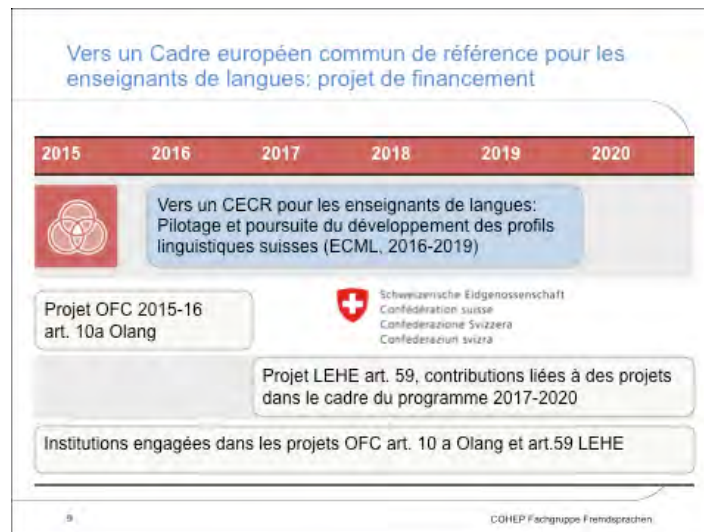 Vers un Cadre européen commun de référence pour les
enseignants de langues: projet de financement
2015 2016 2017 2018 2019 2020
Vers un CECR pour les enseignants de langues:
Pilotage et poursuite du développement des profils
linguistiques suisses (ECML, 2016-2019)
Projet OFC 2015-16
art. 10a Olang
Schweizerische Eidgenossenschaft
Confédération suisse
Confederazione Svizzera
Confederaziun svizra
Projet LEHE art. 59, contributions liées à des projets
dans le cadre du programme 2017-2020
Institutions engagées dans les projets OFC art. 10 a Olang et art.59 LEHE
9
COHEP Fachgruppe Fremdsprachen